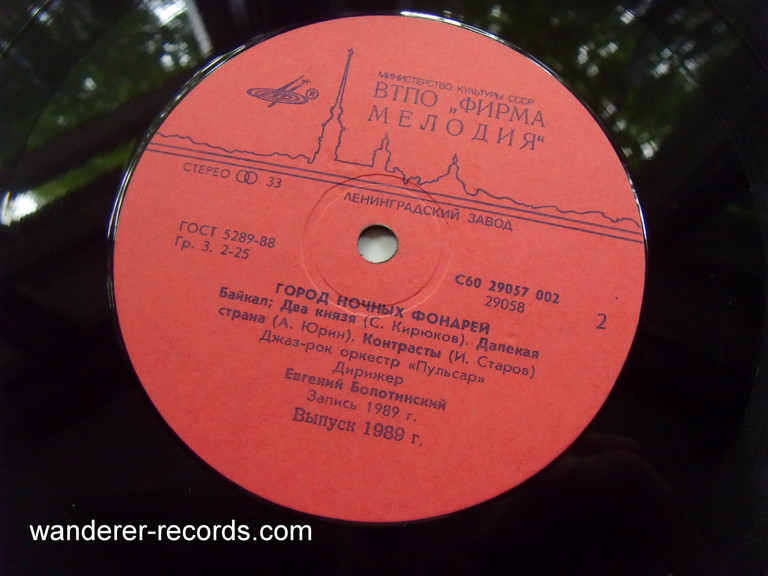 МИНИСТЕРСТВО КУЛЬТУРЫ СССР
ВТПО „ФИРМА
МЕЛОДИЯ“
®
СТЕРЕО 33
ЛЕНИНГРАДСКИЙ ЗАВОД
ГОСТ 5289-88
Гр. 3. 2-25
С60 29057 002
29058
2
ГОРОД НОЧНЫХ ФОНАРЕЙ
Байкал; Два князя (С. Кирюков). Далекая
страна (А. Юрин). Контрасты (И. Старов)
Джаз-рок оркестр «Пульсар»
Дирижер
Евгений Болотинский
Запись 1989 г.
Выпуск 1989 г.
wanderer-records.com